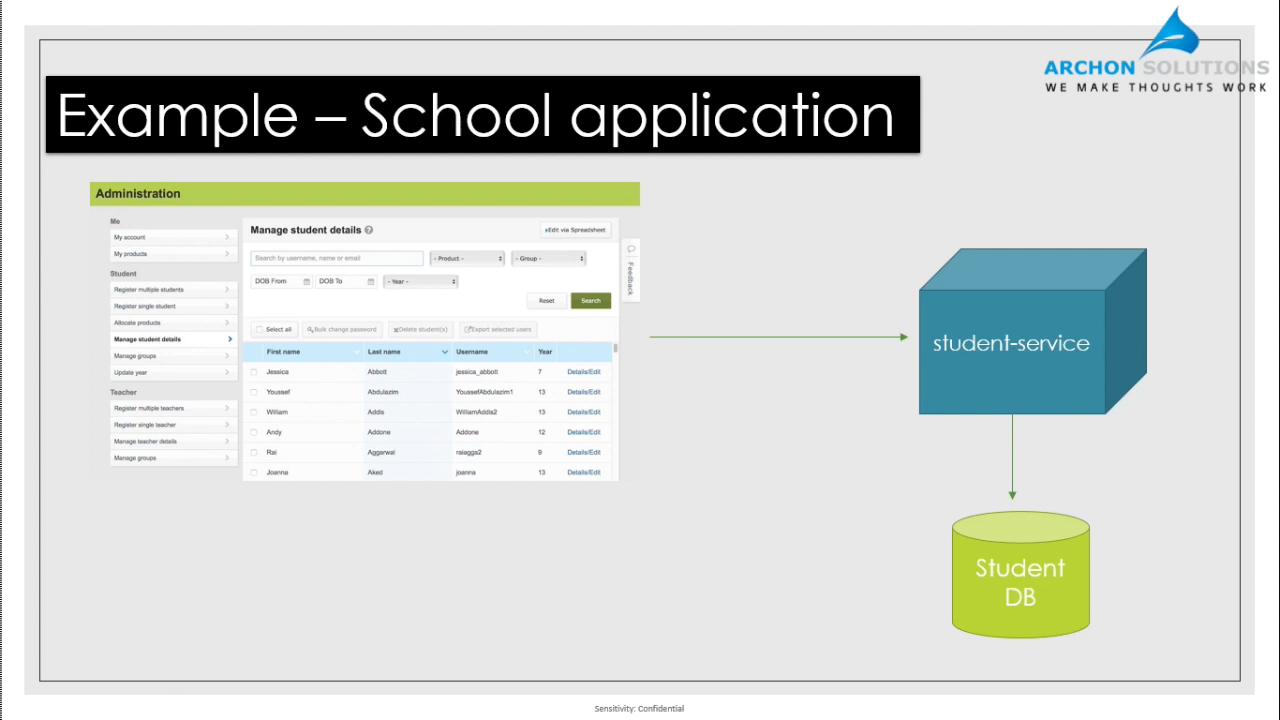 ARCHON SOLUTIONS
WE MAKE THOUGHTS WORK
Example – School application
Administration
Me
My account
My products
Student
Register multiple students
Register single student
Allocate products
Manage student details
Manage groups
Update year
Teacher
Register multiple teachers
Register single teacher
Manage teacher details
Manage groups
Manage student details ?
Edit via Spreadsheet
Search by username, name or email
- Product -
- Group -
DOB From
DOB To
- Year -
Reset
Search
Feedback
Select all
Bulk change password
Delete student(s)
Export selected users
First name Last name Username Year
Jessica Abbott jessica_abbott 7 Details/Edit
Youssef Abdulazim YoussefAbdulazim1 13 Details/Edit
William Addis WilliamAddis2 13 Details/Edit
Andy Addone Addone 12 Details/Edit
Rai Aggarwal raiagga2 9 Details/Edit
Joanna Aked joanna 13 Details/Edit
student-service
Student
DB
Sensitivity: Confidential